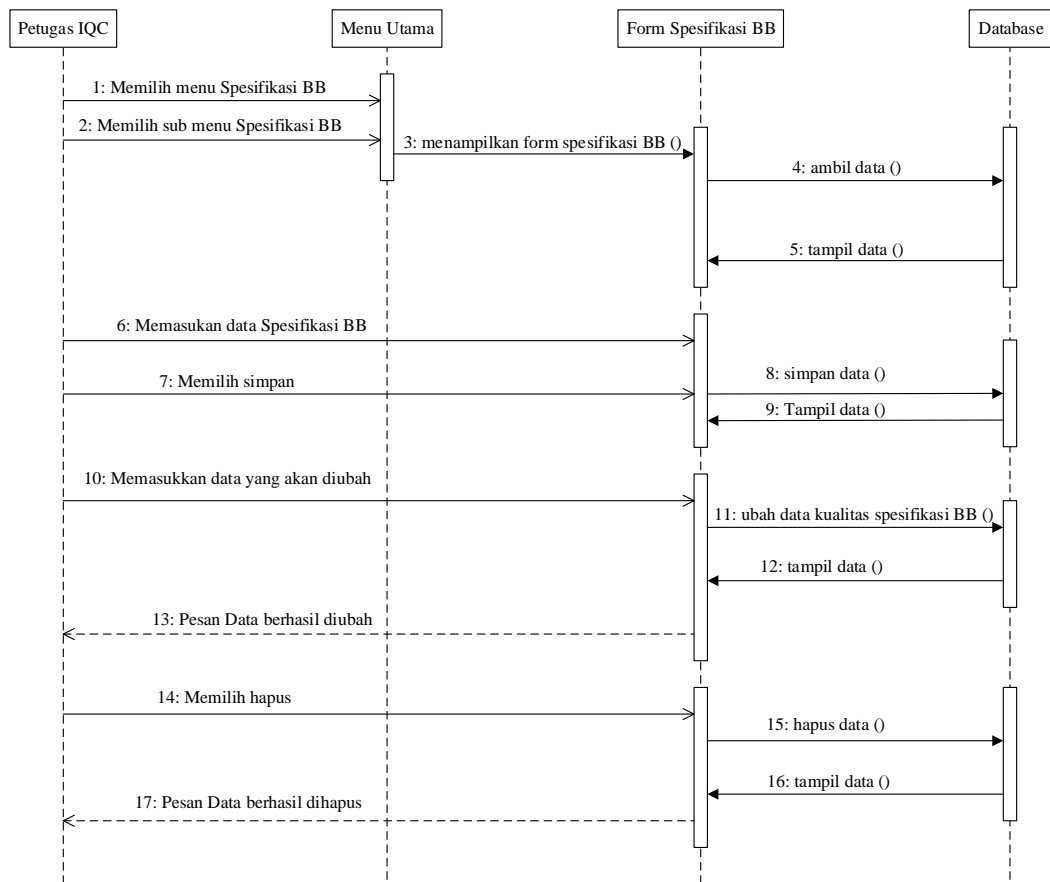 Petugas IQC
Menu Utama
Form Spesifikasi BB
Database
1: Memilih menu Spesifikasi BB
2: Memilih sub menu Spesifikasi BB
3: menampilkan form spesifikasi BB ()
4: ambil data ()
5: tampil data ()
6: Memasukan data Spesifikasi BB
7: Memilih simpan
8: simpan data ()
9: Tampil data ()
10: Memasukkan data yang akan diubah
11: ubah data kualitas spesifikasi BB ()
12: tampil data ()
13: Pesan Data berhasil diubah
14: Memilih hapus
15: hapus data ()
16: tampil data ()
17: Pesan Data berhasil dihapus